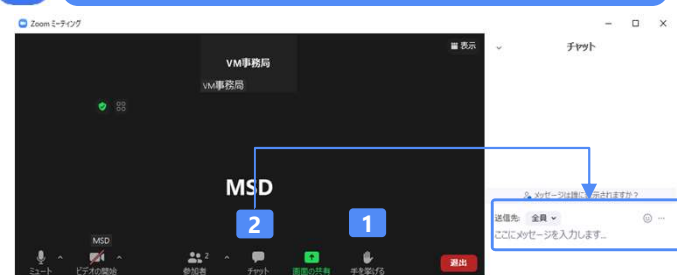 Zoom ミーティング
表示
チャット
VM事務局
VM事務局
MSD
2
1
メッセージは誰に表示されますか？
送信先: 全員
ここにメッセージを入力します...
MSD
2
ミュート
ビデオの開始
参加者
チャット
画面の共有
手を挙げる
退出